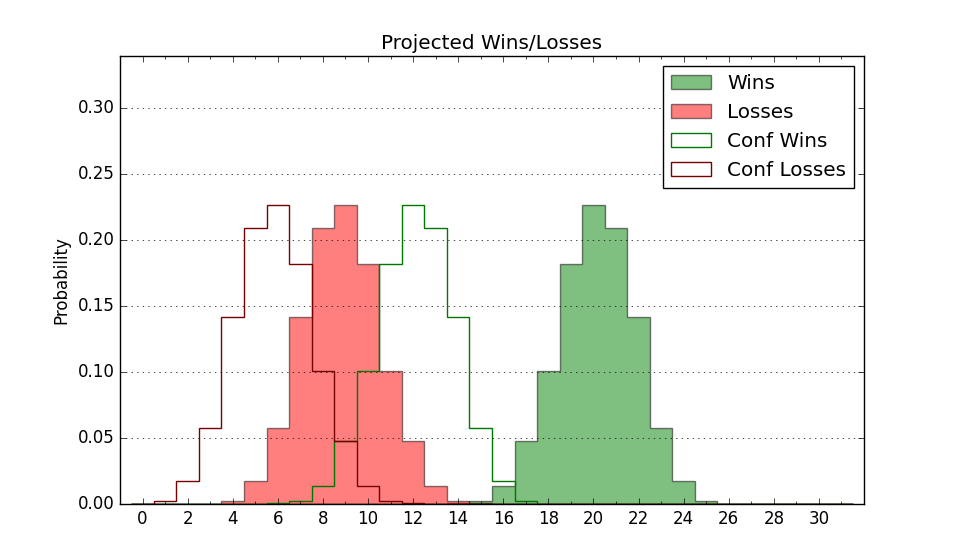 Projected Wins/Losses
Wins
Losses
Conf Wins
Conf Losses
Probability
0.30
0.25
0.20
0.15
0.10
0.05
0.00
0 2 4 6 8 10 12 14 16 18 20 22 24 26 28 30